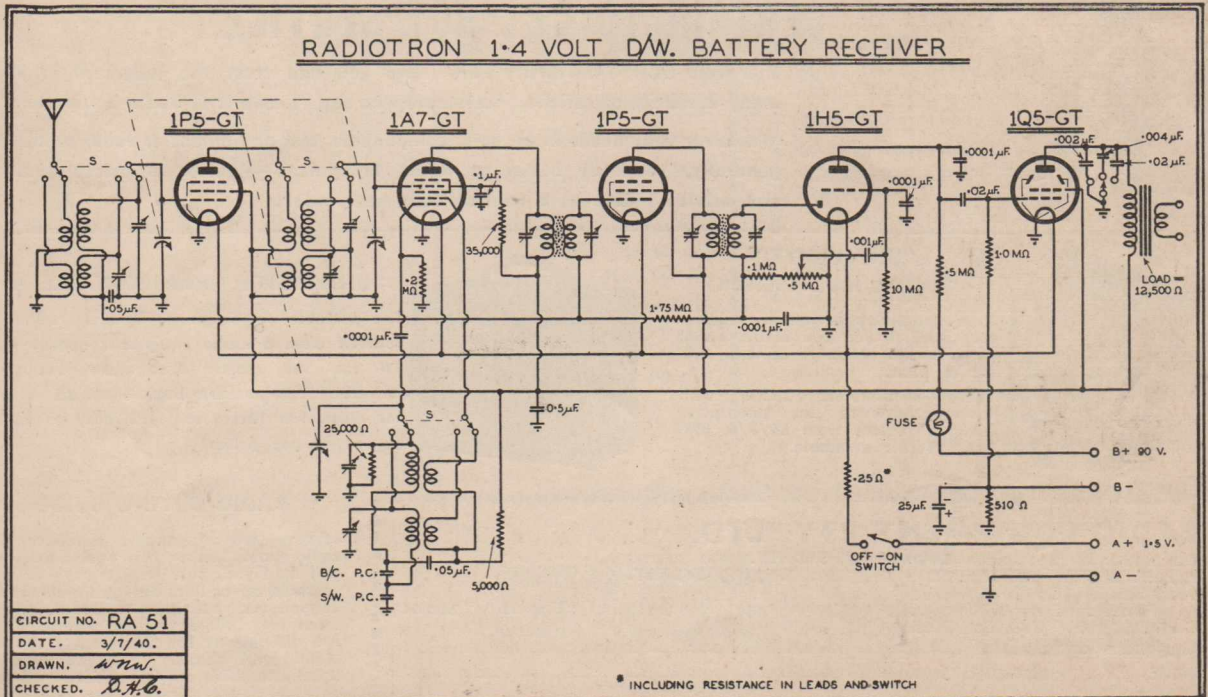 RADIOTRON 1·4 VOLT D/W. BATTERY RECEIVER
1P5-GT
1A7-GT
1P5-GT
1H5-GT
1Q5-GT
S
S
·1µF.
35,000
·0001µF.
·0001µF.
·02µF.
·002µF.
·004µF.
·02µF.
·05µF.
·2
MΩ
·0001µF.
·1 MΩ
·5 MΩ
·001µF.
10 MΩ
·5 MΩ
1·0 MΩ
LOAD =
12,500 Ω
1·75 MΩ
·0001µF.
0·5µF.
S
25,000Ω
FUSE
B+ 90 V.
·25Ω*
B-
25µF.
+
510 Ω
OFF-ON
SWITCH
A+ 1·5 V.
A-
B/C. P.C.
·05µF.
5,000Ω
S/W. P.C.
CIRCUIT NO. RA 51
DATE. 3/7/40.
DRAWN. WNW.
CHECKED. D.H.C.
* INCLUDING RESISTANCE IN LEADS AND SWITCH